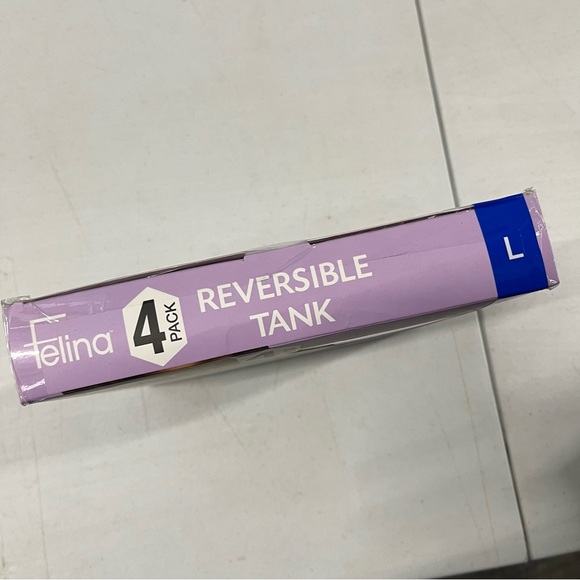 Felina
4
PACK
REVERSIBLE
TANK
L